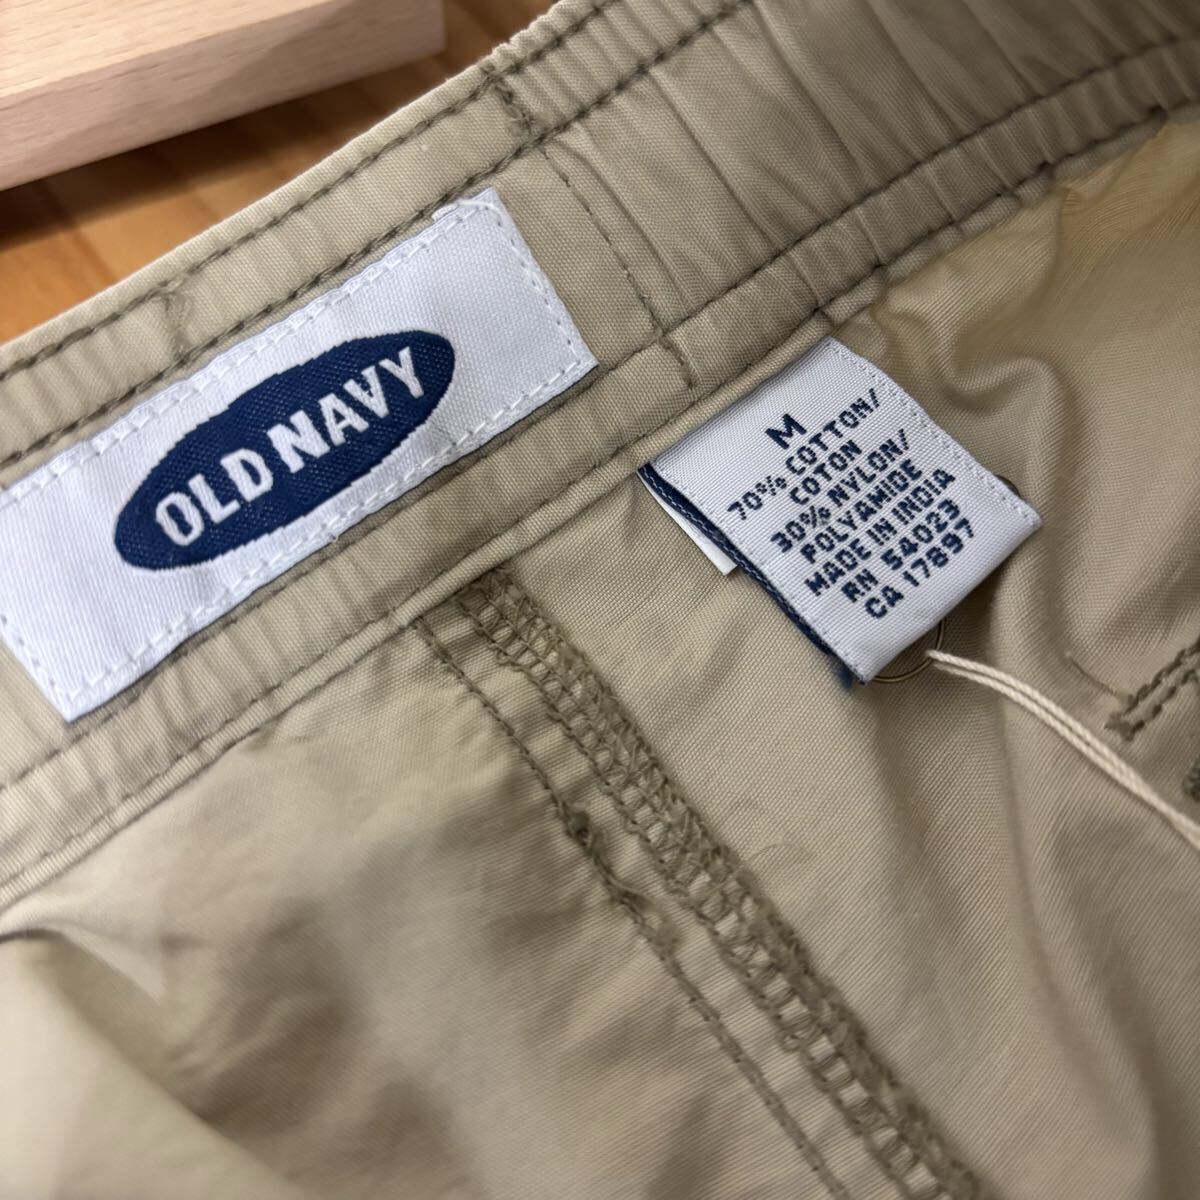 OLD NAVY
M
70% COTTON/
COTON
30% NYLON/
POLYAMIDE
MADE IN INDIA
RN 54023
CA 17897